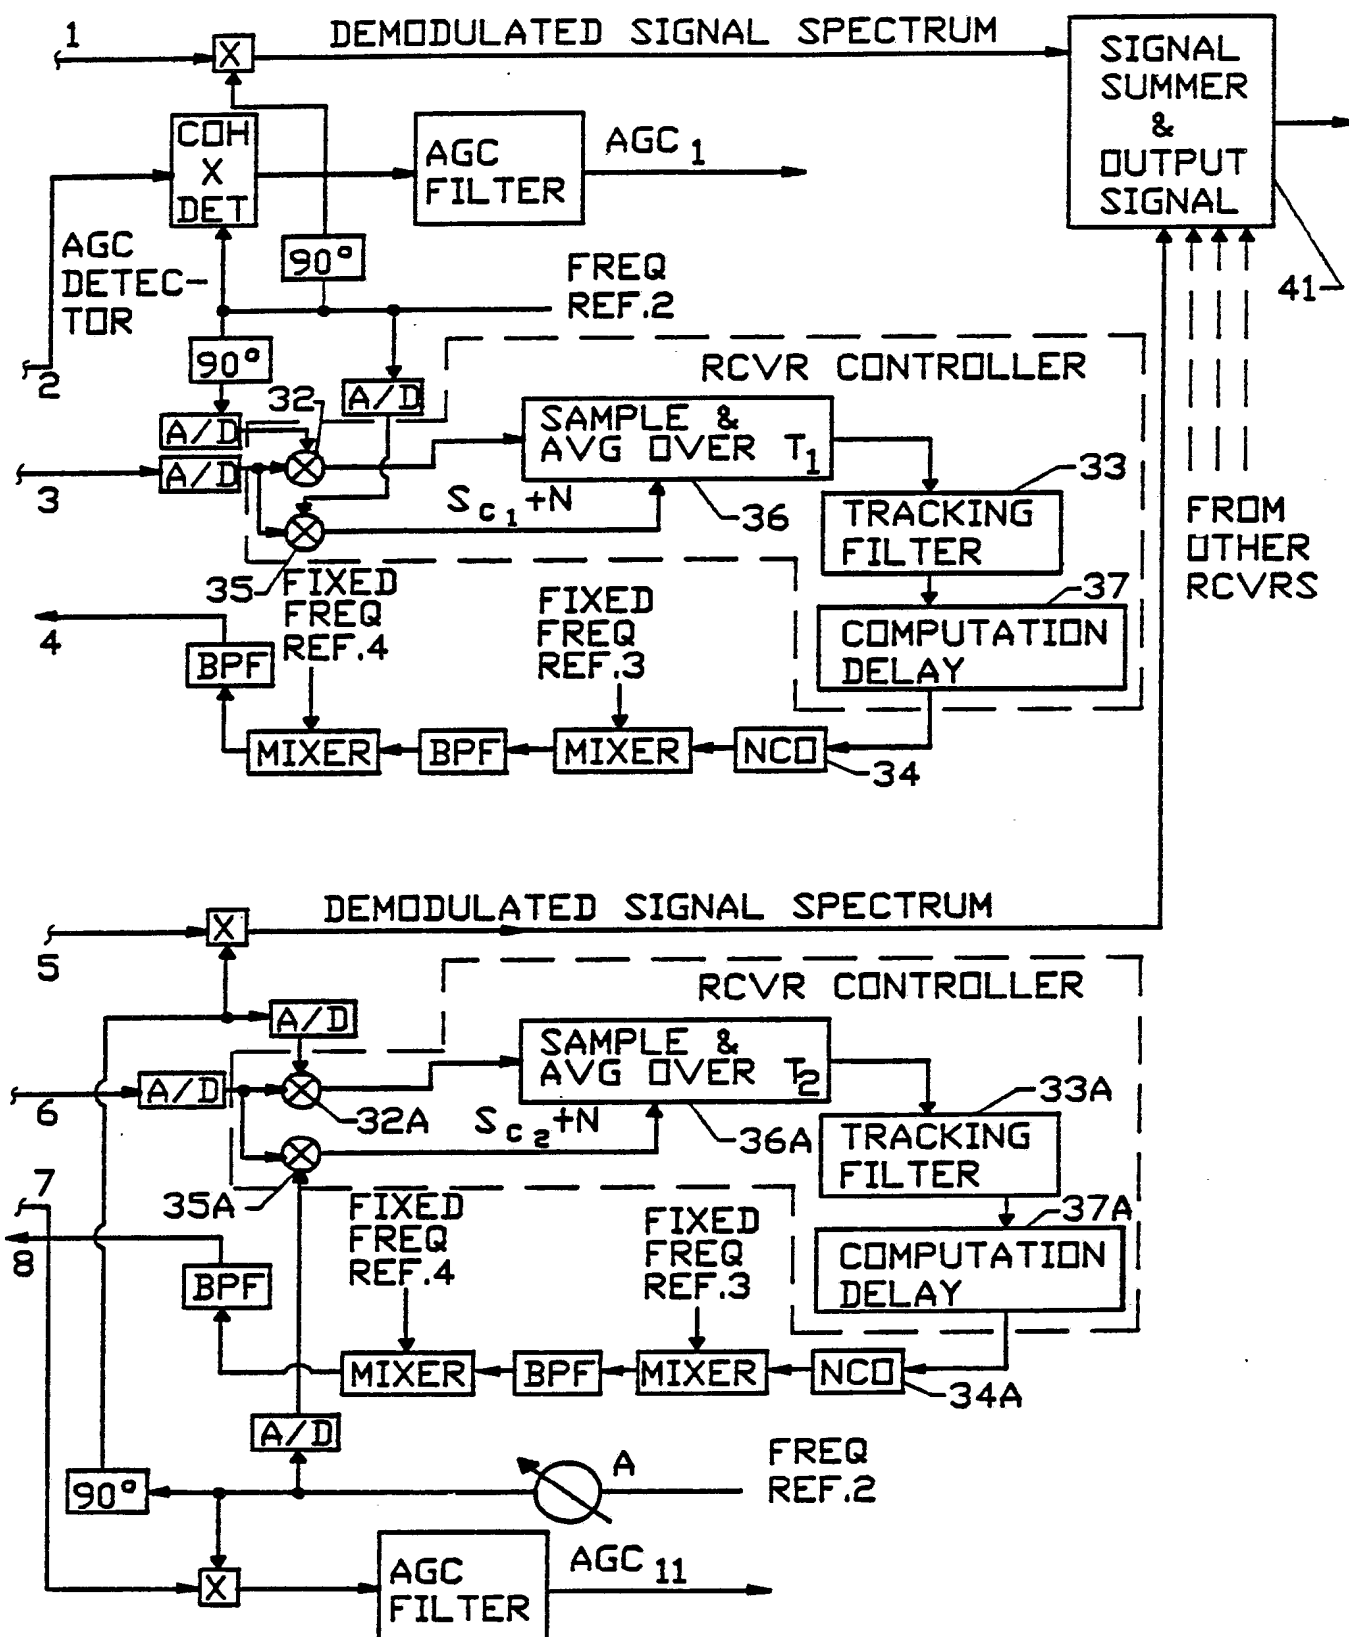 1
X
DEMODULATED SIGNAL SPECTRUM
SIGNAL
SUMMER
&
OUTPUT
SIGNAL
41
COH
X
DET
AGC
FILTER
AGC 1
AGC
DETEC-
TOR
90°
FREQ
REF.2
2
90°
A/D
RCVR CONTROLLER
32
A/D
A/D
3
SAMPLE &
AVG OVER T1
Sc1+N
36
33
TRACKING
FILTER
FROM
OTHER
RCVRS
35
FIXED
FREQ
REF.4
FIXED
FREQ
REF.3
37
COMPUTATION
DELAY
4
BPF
MIXER
BPF
MIXER
NCO
34
5
X
DEMODULATED SIGNAL SPECTRUM
RCVR CONTROLLER
A/D
SAMPLE &
AVG OVER T2
6
A/D
32A
Sc2+N
36A
33A
TRACKING
FILTER
7
35A
FIXED
FREQ
REF.4
FIXED
FREQ
REF.3
37A
COMPUTATION
DELAY
8
BPF
MIXER
BPF
MIXER
NCO
34A
A/D
90°
A
FREQ
REF.2
X
AGC
FILTER
AGC 11